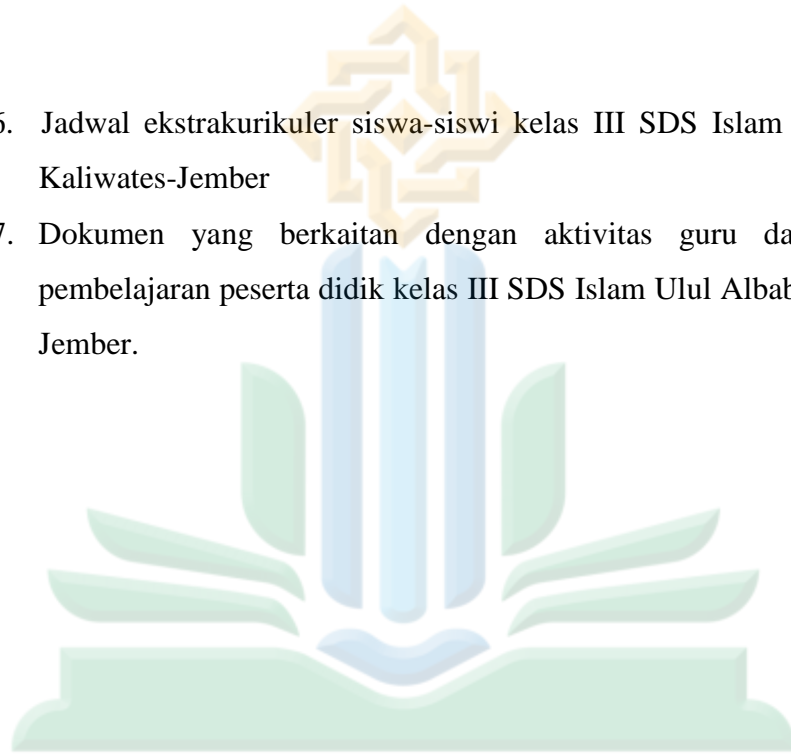 6. Jadwal ekstrakurikuler siswa-siswi kelas III SDS Islam
Kaliwates-Jember
7. Dokumen yang berkaitan dengan aktivitas guru da
pembelajaran peserta didik kelas III SDS Islam Ulul Albab
Jember.